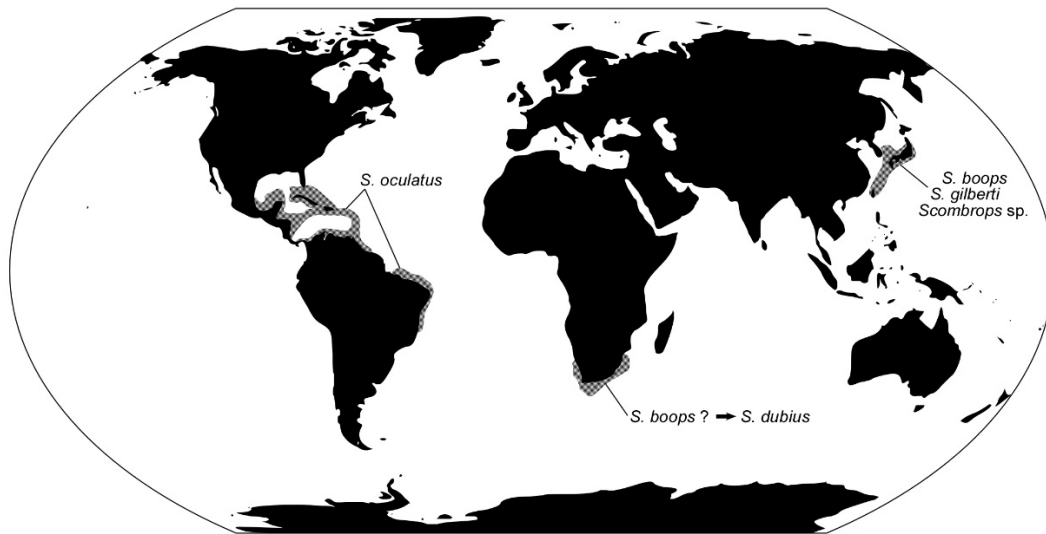 S. oculatus
S. boops
S. gilberti
Scombrops sp.
S. boops ? ➡ S. dubius